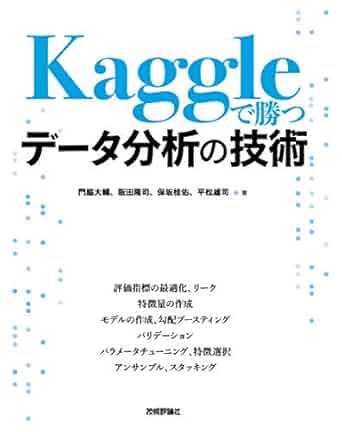 Kaggleで勝つ
データ分析の技術
門脇大輔、阪田隆司、保坂桂佑、平松雄司 ● 著
評価指標の最適化、リーク
特徴量の作成
モデルの作成、勾配ブースティング
バリデーション
パラメータチューニング、特徴選択
アンサンブル、スタッキング
技術評論社